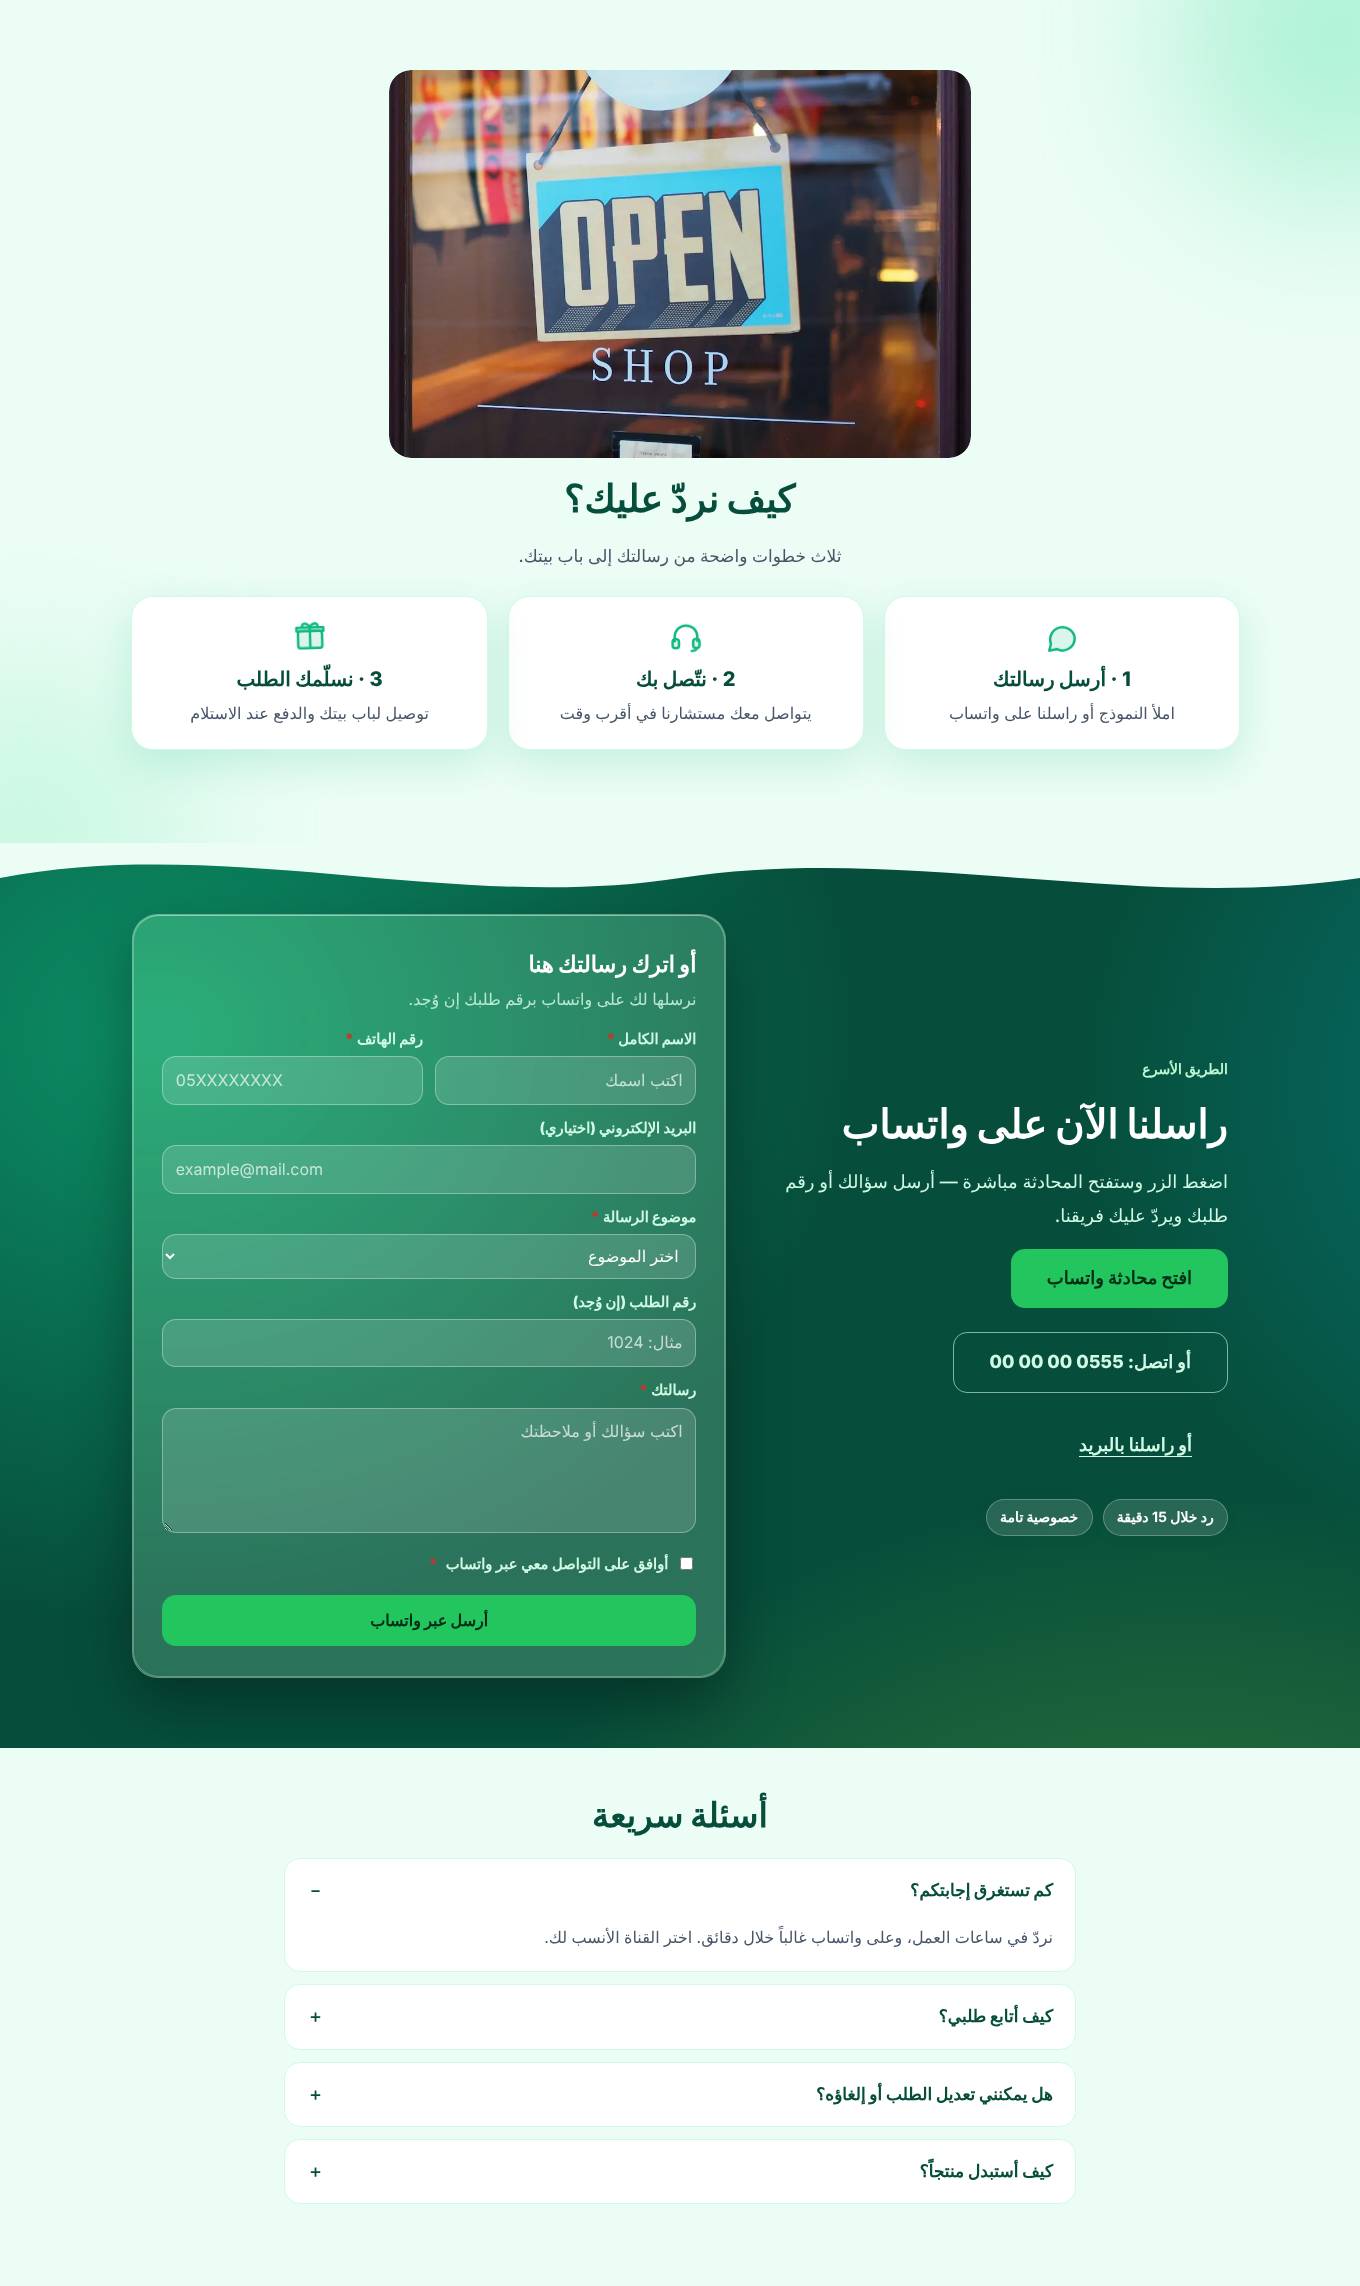 OPEN
SHOP
كيف نردّ عليك؟
ثلاث خطوات واضحة من رسالتك إلى باب بيتك.
1 · أرسل رسالتك
املأ النموذج أو راسلنا على واتساب
2 · نتّصل بك
يتواصل معك مستشارنا في أقرب وقت
3 · نسلّمك الطلب
توصيل لباب بيتك والدفع عند الاستلام
الطريق الأسرع
راسلنا الآن على واتساب
اضغط الزر وستفتح المحادثة مباشرة — أرسل سؤالك أو رقم
طلبك ويردّ عليك فريقنا.
افتح محادثة واتساب
أو اتصل: 0555 00 00 00
أو راسلنا بالبريد
رد خلال 15 دقيقة
خصوصية تامة
أو اترك رسالتك هنا
نرسلها لك على واتساب برقم طلبك إن وُجد.
الاسم الكامل *
اكتب اسمك
رقم الهاتف *
05XXXXXXXX
البريد الإلكتروني (اختياري)
example@mail.com
موضوع الرسالة *
اختر الموضوع
رقم الطلب (إن وُجد)
مثال: 1024
رسالتك *
اكتب سؤالك أو ملاحظتك
أوافق على التواصل معي عبر واتساب *
أرسل عبر واتساب
أسئلة سريعة
كم تستغرق إجابتكم؟
−
نردّ في ساعات العمل، وعلى واتساب غالباً خلال دقائق. اختر القناة الأنسب لك.
كيف أتابع طلبي؟
+
هل يمكنني تعديل الطلب أو إلغاؤه؟
+
كيف أستبدل منتجاً؟
+